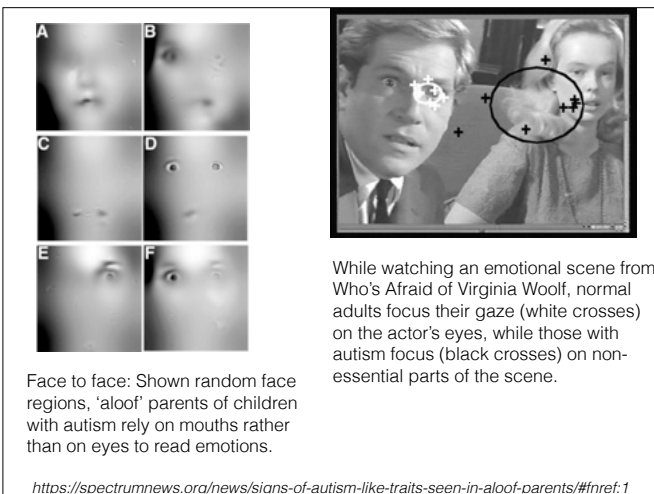 A
B
C
D
E
F
Face to face: Shown random face
regions, ‘aloof’ parents of children
with autism rely on mouths rather
than on eyes to read emotions.
While watching an emotional scene from
Who’s Afraid of Virginia Woolf, normal
adults focus their gaze (white crosses)
on the actor’s eyes, while those with
autism focus (black crosses) on non-
essential parts of the scene.
https://spectrumnews.org/news/signs-of-autism-like-traits-seen-in-aloof-parents/#fnref:1